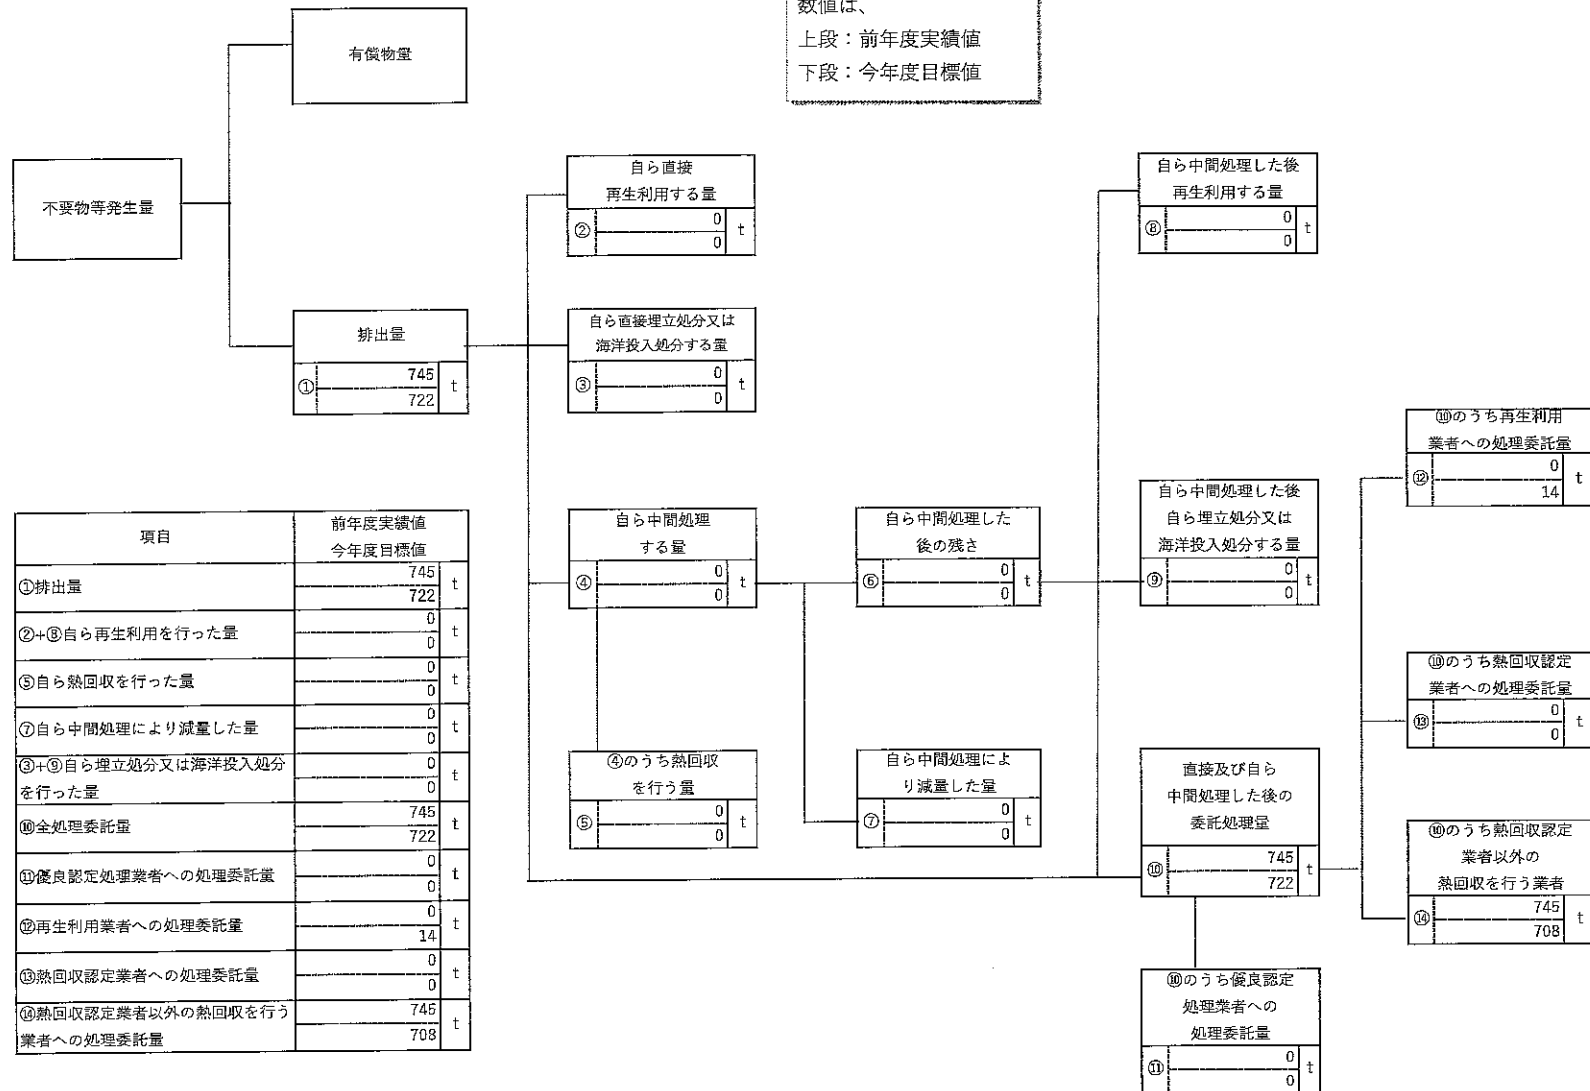 数値は、
上段：前年度実績値
下段：今年度目標値
有償物量
不要物等発生量
排出量
①
745
722
t
自ら直接
再生利用する量
②
0
0
t
自ら直接埋立処分又は
海洋投入処分する量
③
0
0
t
自ら中間処理
する量
④
0
0
t
④のうち熱回収
を行う量
⑤
0
0
t
自ら中間処理した
後の残さ
⑥
0
0
t
自ら中間処理によ
り減量した量
⑦
0
0
t
自ら中間処理した後
再生利用する量
⑧
0
0
t
自ら中間処理した後
自ら埋立処分又は
海洋投入処分する量
⑨
0
0
t
直接及び自ら
中間処理した後の
委託処理量
⑩
745
722
t
⑩のうち優良認定
処理業者への
処理委託量
⑪
0
0
t
⑩のうち再生利用
業者への処理委託量
⑫
0
14
t
⑩のうち熱回収認定
業者への処理委託量
⑬
0
0
t
⑩のうち熱回収認定
業者以外の
熱回収を行う業者
⑭
745
708
t
項目
前年度実績値
今年度目標値
①排出量
745
722
t
②+⑧自ら再生利用を行った量
0
0
t
⑤自ら熱回収を行った量
0
0
t
⑦自ら中間処理により減量した量
0
0
t
③+⑨自ら埋立処分又は海洋投入処分
を行った量
0
0
t
⑩全処理委託量
745
722
t
⑪優良認定処理業者への処理委託量
0
0
t
⑫再生利用業者への処理委託量
0
14
t
⑬熱回収認定業者への処理委託量
0
0
t
⑭熱回収認定業者以外の熱回収を行う
業者への処理委託量
745
708
t